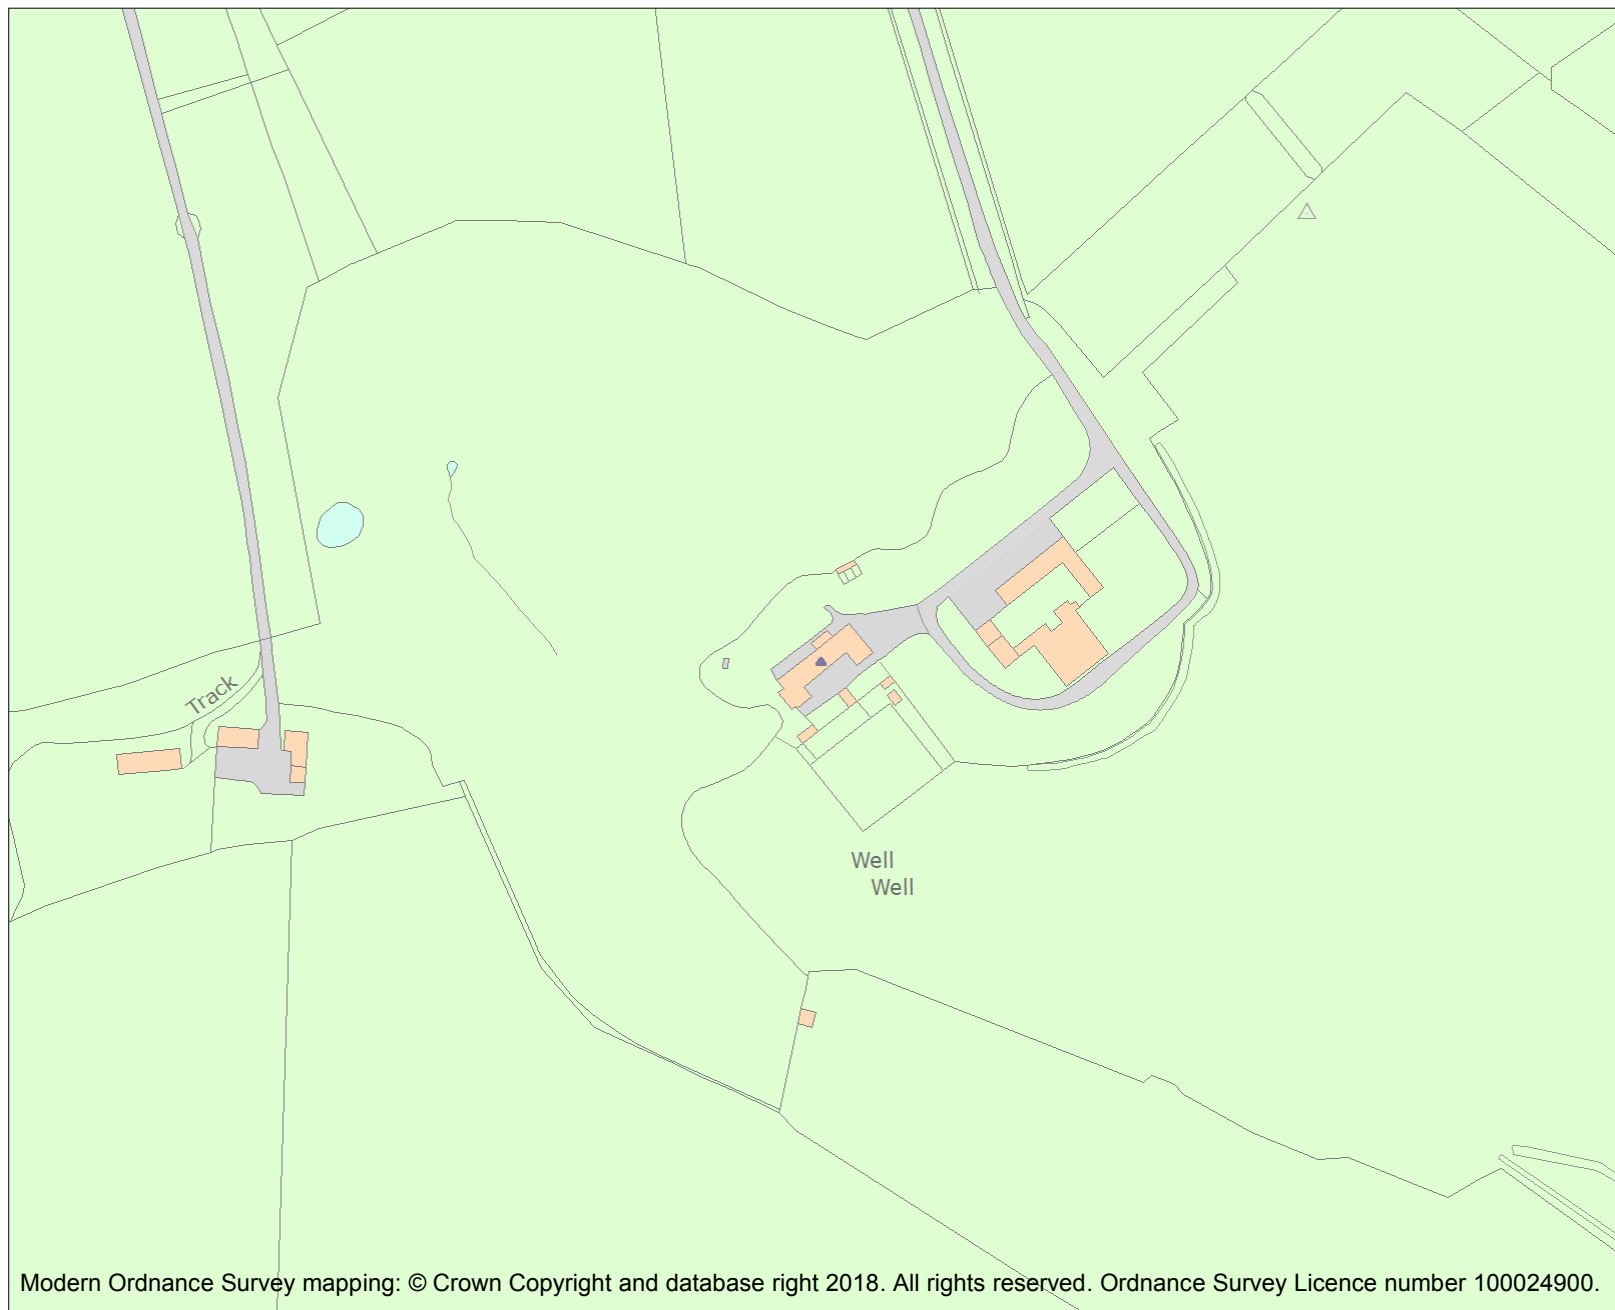 Track
Well
Well
Modern Ordnance Survey mapping: © Crown Copyright and database right 2018. All rights reserved. Ordnance Survey Licence number 100024900.